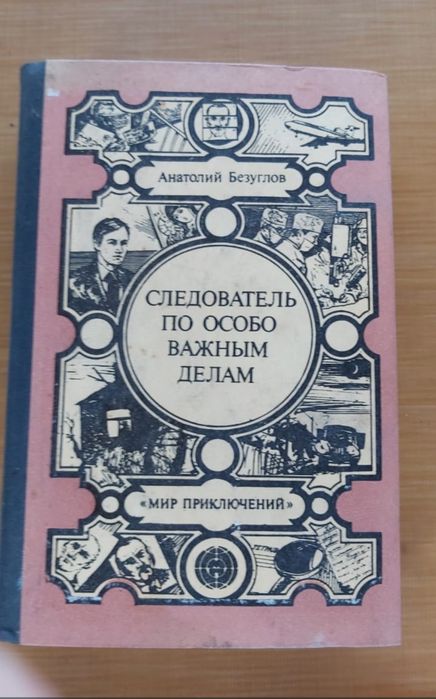 Анатолий Безуглов
СЛЕДОВАТЕЛЬ
ПО ОСОБО
ВАЖНЫМ
ДЕЛАМ
«МИР ПРИКЛЮЧЕНИЙ»